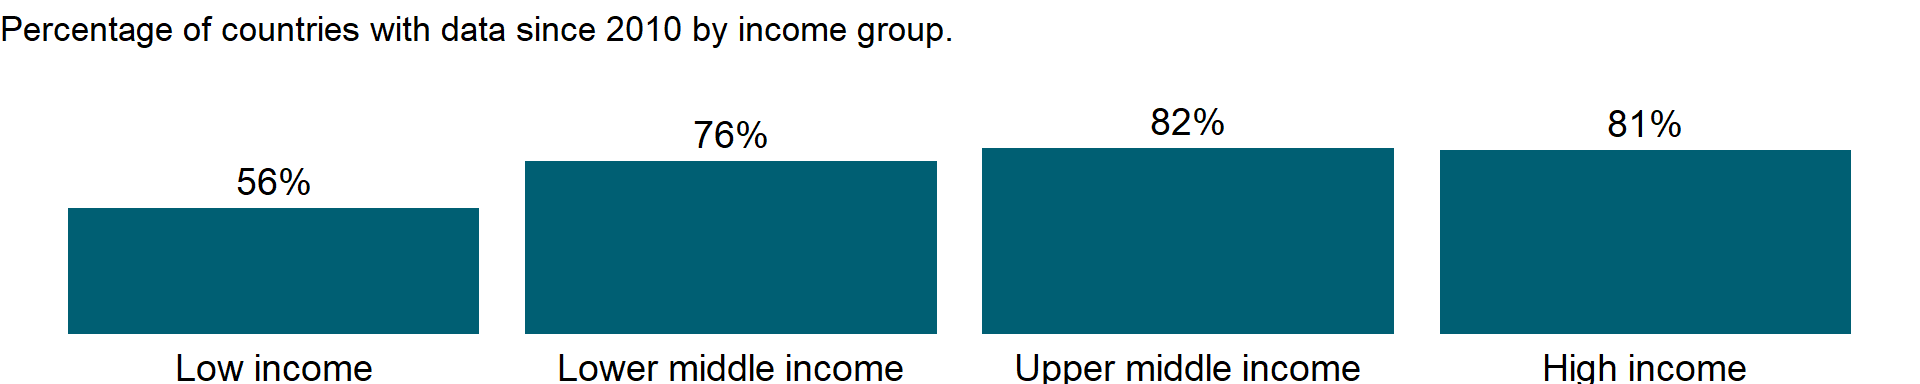 Percentage of countries with data since 2010 by income group.
82%
81%
76%
56%
Low income Lower middle income Upper middle income High income